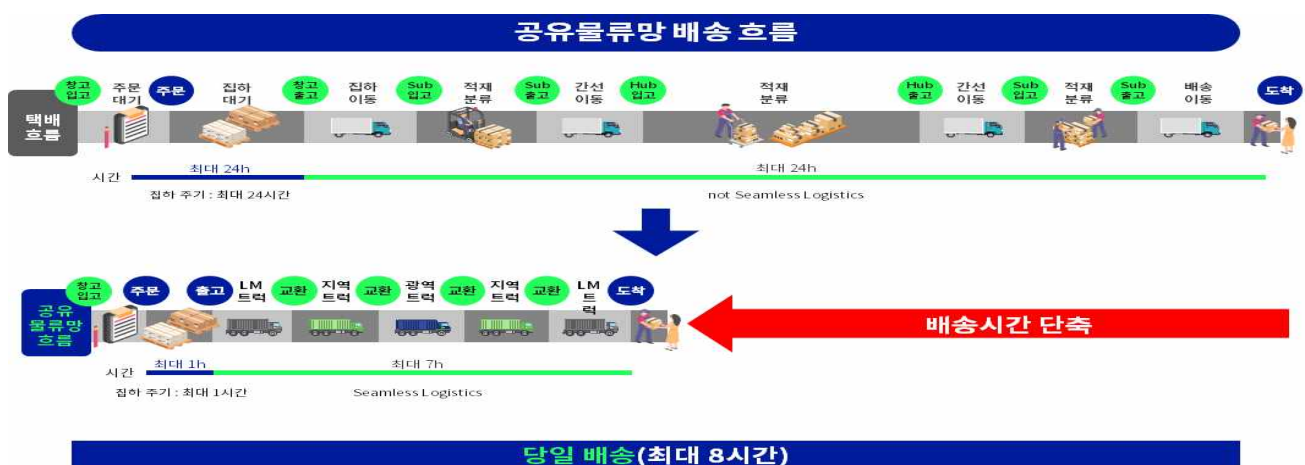 공유물류망 배송 흐름
창고
입고
주문
대기
주문
집하
대기
창고
출고
집하
이동
Sub
입고
적재
분류
Sub
출고
간선
이동
Hub
입고
적재
분류
Hub
출고
간선
이동
Sub
입고
적재
분류
Sub
출고
배송
이동
도착
택배
흐름
시간
최대 24h
최대 24h
집하 주기 : 최대 24시간
not Seamless Logistics
창고
입고
주문
출고
LM
트럭
교환
지역
트럭
교환
광역
트럭
교환
지역
트럭
교환
LM
트
럭
도착
공유
물류망
흐름
배송시간 단축
시간
최대 1h
최대 7h
집하 주기 : 최대 1시간
Seamless Logistics
당일 배송(최대 8시간)